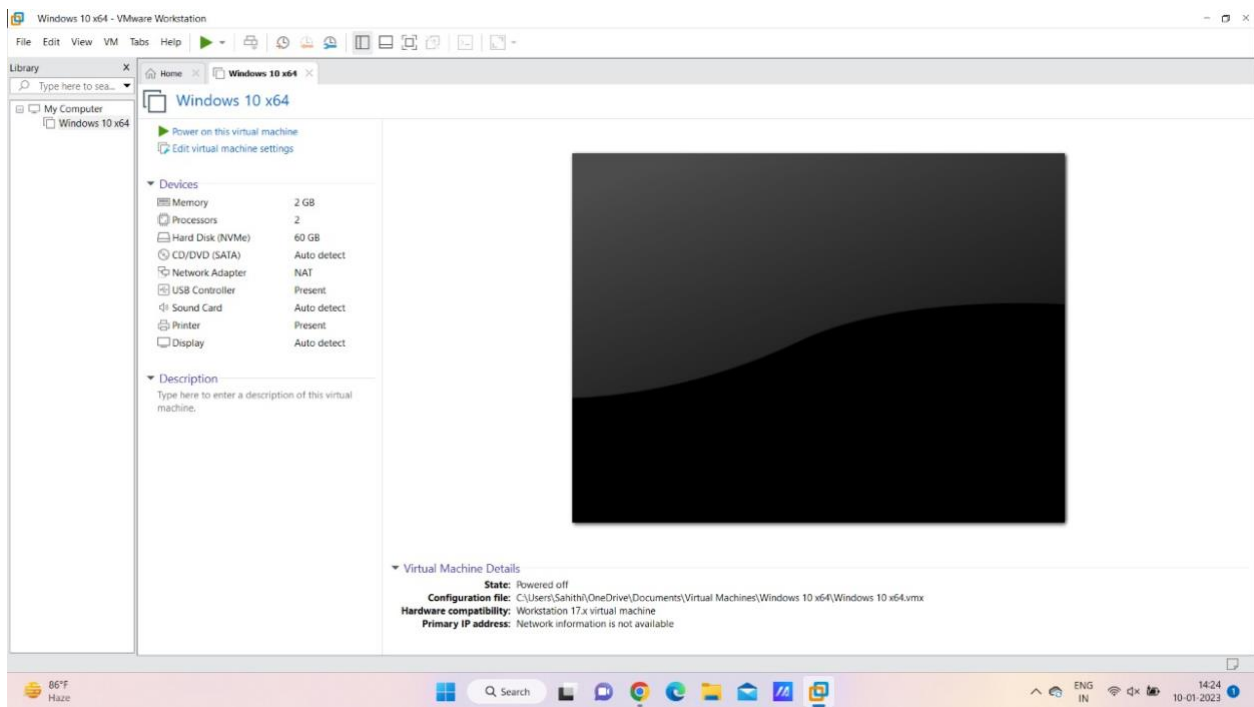 Windows 10 x64 - VMware Workstation
File Edit View VM Tabs Help
Library X
Type here to sea...
My Computer
Windows 10 x64
Home Windows 10 x64
Windows 10 x64
Power on this virtual machine
Edit virtual machine settings
Devices
Memory 2 GB
Processors 2
Hard Disk (NVMe) 60 GB
CD/DVD (SATA) Auto detect
Network Adapter NAT
USB Controller Present
Sound Card Auto detect
Printer Present
Display Auto detect
Description
Type here to enter a description of this virtual
machine.
Virtual Machine Details
State: Powered off
Configuration file: C:\Users\Sahithi\OneDrive\Documents\Virtual Machines\Windows 10 x64\Windows 10 x64.vmx
Hardware compatibility: Workstation 17.x virtual machine
Primary IP address: Network information is not available
86°F
Haze
Search
ENG
IN
14:24
10-01-2023
1